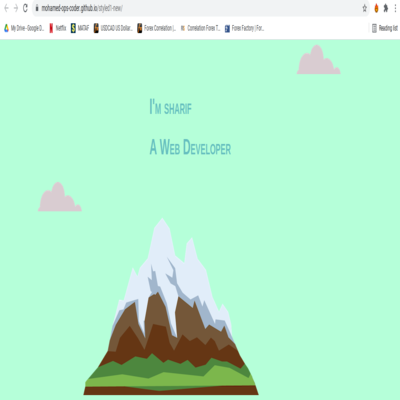 mohamed-ops-coder.github.io/styled1-new/
My Drive - Google D...
Netflix
MATAF
USDCAD US Dollar...
Forex Correlation |...
Correlation Forex T...
Forex Factory | For...
Reading list
I'm sharif
A Web Developer